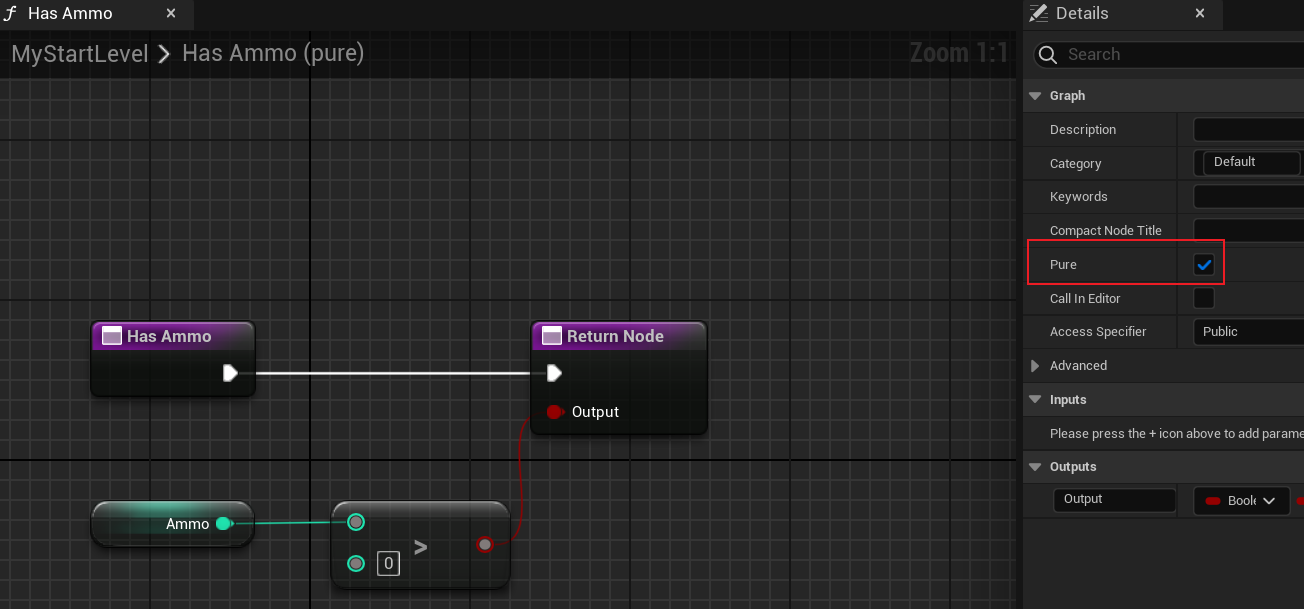 Has Ammo
MyStartLevel > Has Ammo (pure)
Zoom 1:1
Has Ammo
Return Node
Output
Ammo
>
0
Details
Search
Graph
Description
Category Default
Keywords
Compact Node Title
Pure
Call In Editor
Access Specifier Public
Advanced
Inputs
Please press the + icon above to add parame
Outputs
Output Boole